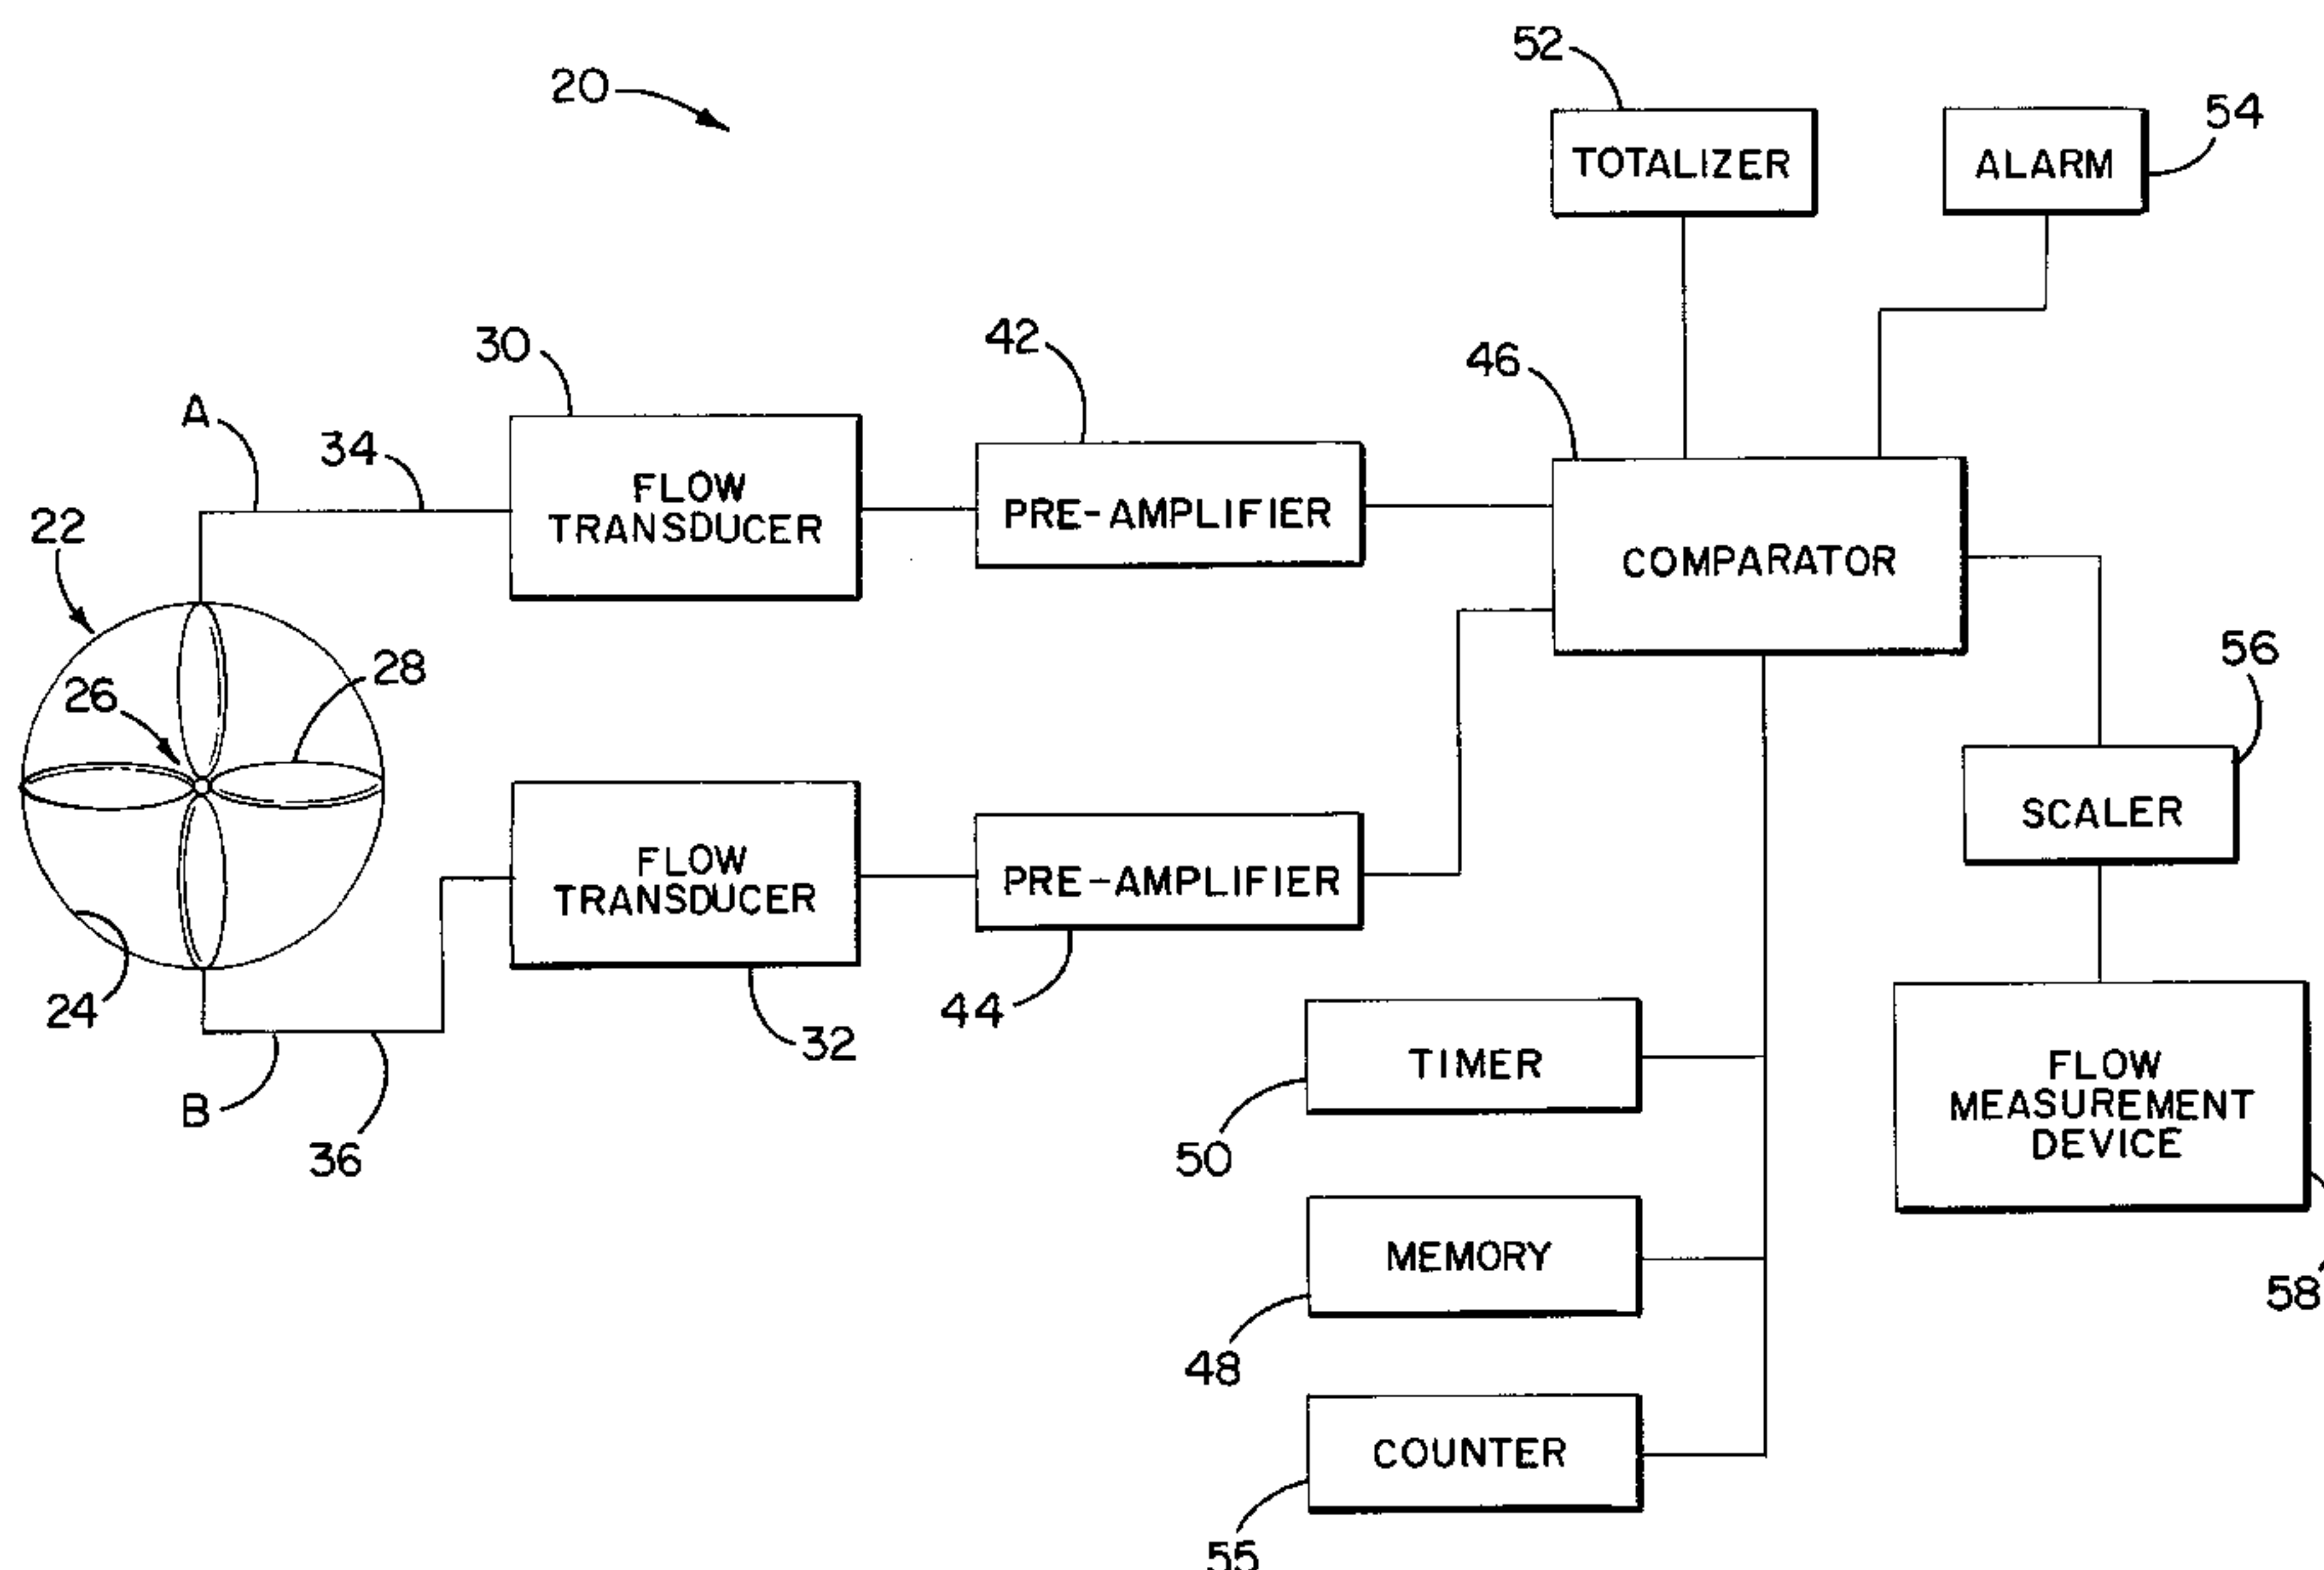 52
20
54
TOTALIZER
ALARM
30
42
46
A
34
FLOW
TRANSDUCER
PRE-AMPLIFIER
COMPARATOR
22
28
26
56
SCALER
FLOW
TRANSDUCER
PRE-AMPLIFIER
24
44
32
B
36
TIMER
50
FLOW
MEASUREMENT
DEVICE
MEMORY
58
48
COUNTER
55